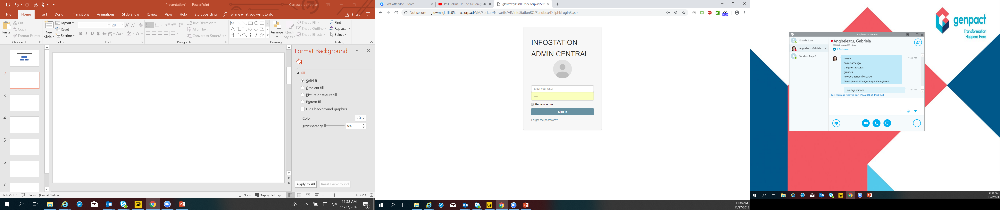 Presentation1 - PowerPoint
Carrasco, Jonathan
File Home Insert Design Transitions Animations Slide Show Review View Help Storyboarding Tell me what you want to do Share
Paste
Cut
Copy
Format Painter
Clipboard
New
Slide
Layout
Reset
Section
Slides
28
B I U S abc AV Aa A
Font
Text Direction
Align Text
Convert to SmartArt
Paragraph
Arrange
Quick
Styles
Shape Fill
Shape Outline
Shape Effects
Drawing
Find
Replace
Select
Editing
1
2
3
4
5
6
7
Format Background
Fill
Solid fill
Gradient fill
Picture or texture fill
Pattern fill
Hide background graphics
Color
Transparency
0%
Apply to All
Reset Background
Slide 2 of 7
English (United States)
Notes
Display Settings
62%
11:38 AM
11/27/2018
3
Post Attendee - Zoom
Phil Collins - In The Air Tonig
gldwmxcjs1iis05.mex.corp.ad/VM
Not secure | gldwmxcjs1iis05.mex.corp.ad/VM/Backup/Novartis/AR/InfoStationRO/Sandbox/Delphi/LoginB.asp
NEW
INFOSTATION
ADMIN CENTRAL
Enter your SSO
Remember me
Sign in
Forgot the password?
11:38 AM
11/27/2018
genpact
Transformation
Happens Here
Anghelescu, Gabriela
Estrada, Juan
Anghelescu, Gabriela
Sanchez, Jorge S
Anghelescu, Gabriela
SENIOR MANAGER, Busy
2 Participants
no mic
11:30 AM
no me arriesgo
traigo estas cosas
grandes
no voy a tener ni espacio
ni me quiero arriesgar a que me agarren
ok deja micona
11:01 AM
Last message received on 11/27/2018 at 11:30 AM.
11:38 AM
11/27/2018